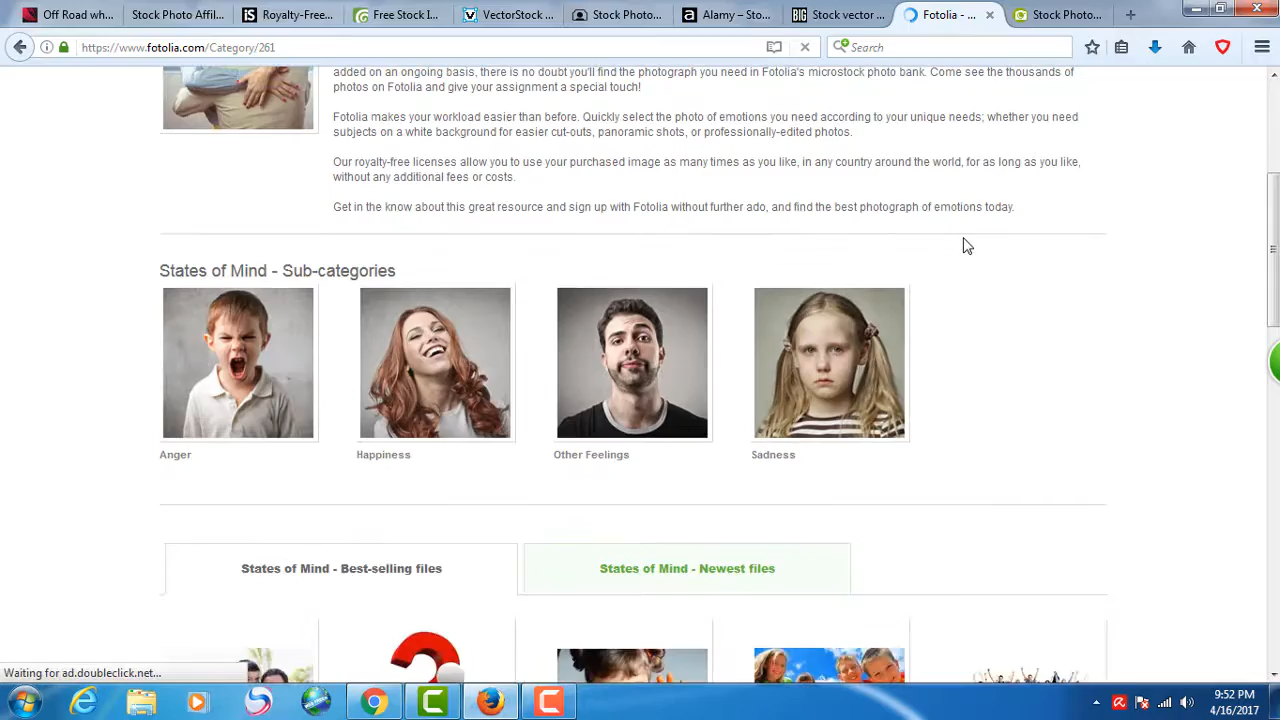 Off Road wh...
Stock Photo Affil...
Royalty-Free...
Free Stock I...
VectorStock ...
Stock Photo...
Alamy – Sto...
Stock vector ...
Fotolia - ...
Stock Photo...
https://www.fotolia.com/Category/261
Search
added on an ongoing basis, there is no doubt you'll find the photograph you need in Fotolia's microstock photo bank. Come see the thousands of
photos on Fotolia and give your assignment a special touch!
Fotolia makes your workload easier than before. Quickly select the photo of emotions you need according to your unique needs; whether you need
subjects on a white background for easier cut-outs, panoramic shots, or professionally-edited photos.
Our royalty-free licenses allow you to use your purchased image as many times as you like, in any country around the world, for as long as you like,
without any additional fees or costs.
Get in the know about this great resource and sign up with Fotolia without further ado, and find the best photograph of emotions today.
States of Mind - Sub-categories
Anger
Happiness
Other Feelings
Sadness
States of Mind - Best-selling files
States of Mind - Newest files
Waiting for ad.doubleclick.net...
9:52 PM
4/16/2017